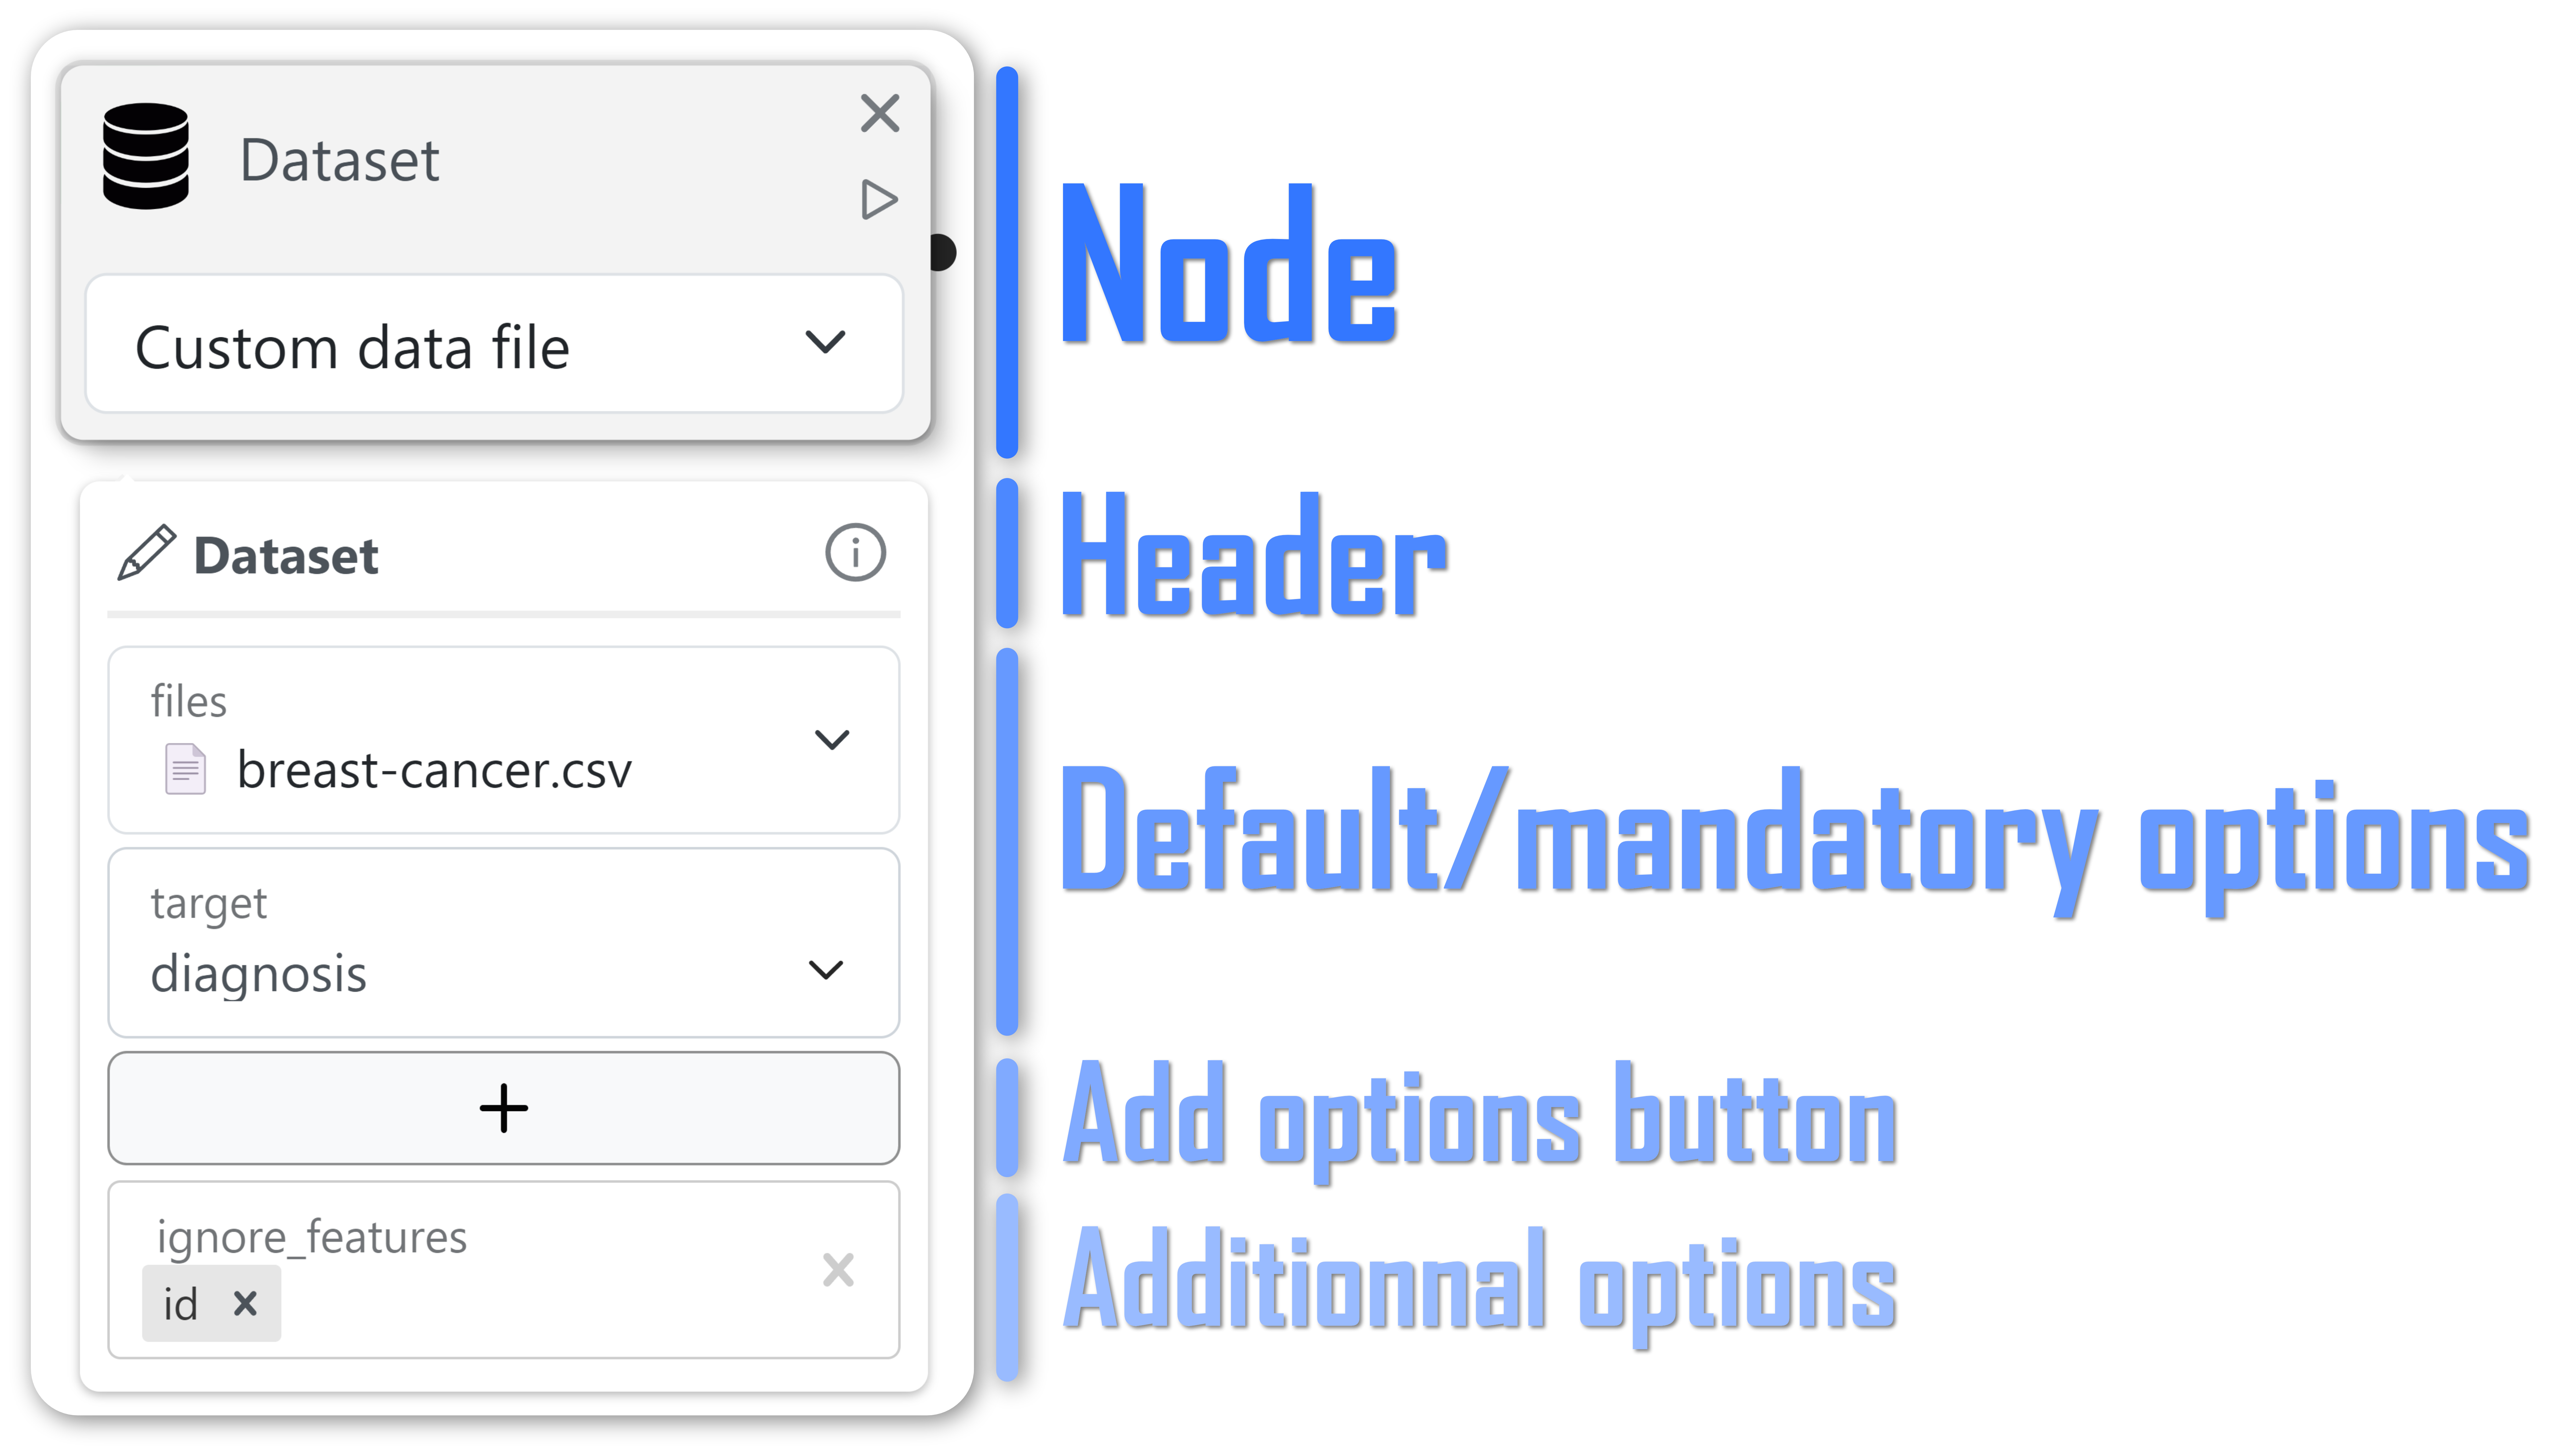 Dataset
Custom data file
Node
Dataset
Header
files
breast-cancer.csv
target
diagnosis
Default/mandatory options
+
Add options button
ignore_features
id
Additionnal options